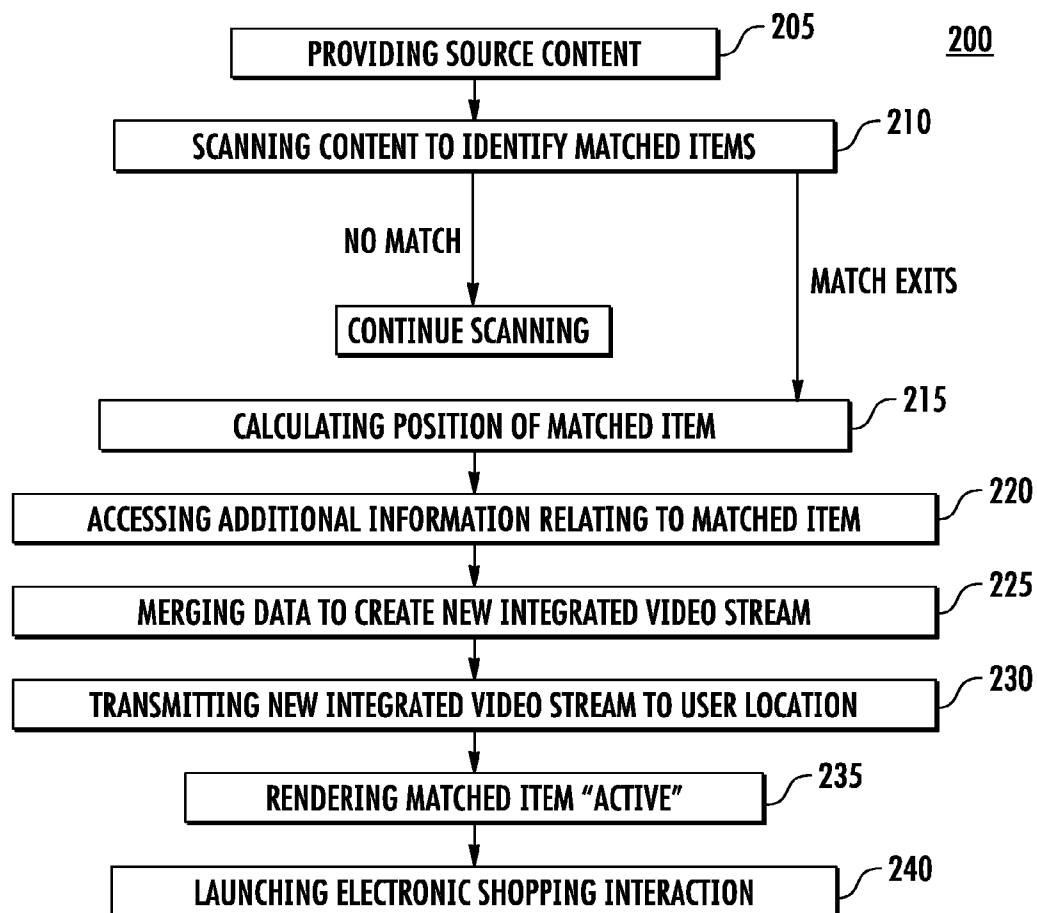 200
205
PROVIDING SOURCE CONTENT
210
SCANNING CONTENT TO IDENTIFY MATCHED ITEMS
NO MATCH
MATCH EXITS
CONTINUE SCANNING
215
CALCULATING POSITION OF MATCHED ITEM
220
ACCESSING ADDITIONAL INFORMATION RELATING TO MATCHED ITEM
225
MERGING DATA TO CREATE NEW INTEGRATED VIDEO STREAM
230
TRANSMITTING NEW INTEGRATED VIDEO STREAM TO USER LOCATION
235
RENDERING MATCHED ITEM “ACTIVE”
240
LAUNCHING ELECTRONIC SHOPPING INTERACTION